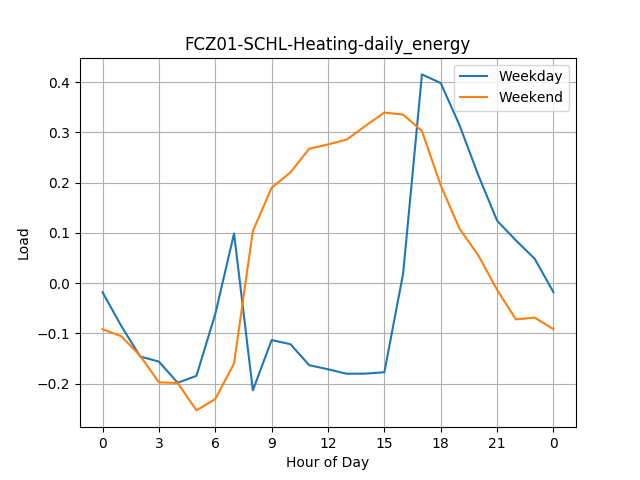 FCZ01-SCHL-Heating-daily_energy
Weekday
Weekend
Load
0.4
0.3
0.2
0.1
0.0
−0.1
−0.2
0 3 6 9 12 15 18 21 0
Hour of Day